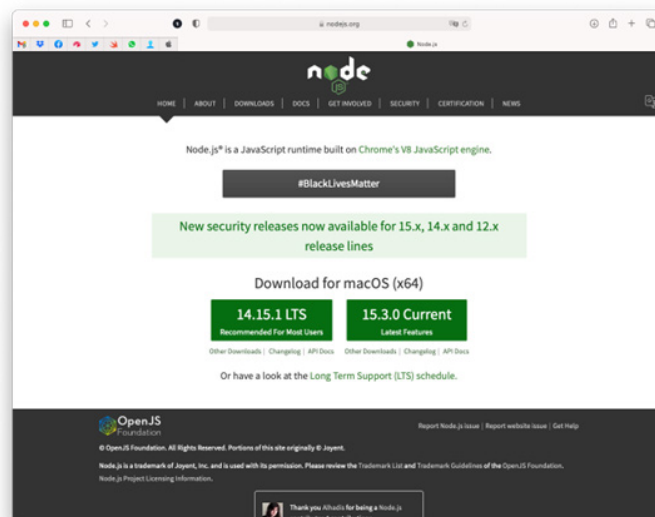 nodejs.org
Node.js
node
JS
HOME | ABOUT | DOWNLOADS | DOCS | GET INVOLVED | SECURITY | CERTIFICATION | NEWS
Node.js® is a JavaScript runtime built on Chrome's V8 JavaScript engine.
#BlackLivesMatter
New security releases now available for 15.x, 14.x and 12.x
release lines
Download for macOS (x64)
14.15.1 LTS
Recommended For Most Users
15.3.0 Current
Latest Features
Other Downloads | Changelog | API Docs
Other Downloads | Changelog | API Docs
Or have a look at the Long Term Support (LTS) schedule.
OpenJS
Foundation
Report Node.js issue | Report website issue | Get Help
© OpenJS Foundation. All Rights Reserved. Portions of this site originally © Joyent.
Node.js is a trademark of Joyent, Inc. and is used with its permission. Please review the Trademark List and Trademark Guidelines of the OpenJS Foundation.
Node.js Project Licensing Information.
Thank you Alhadis for being a Node.js